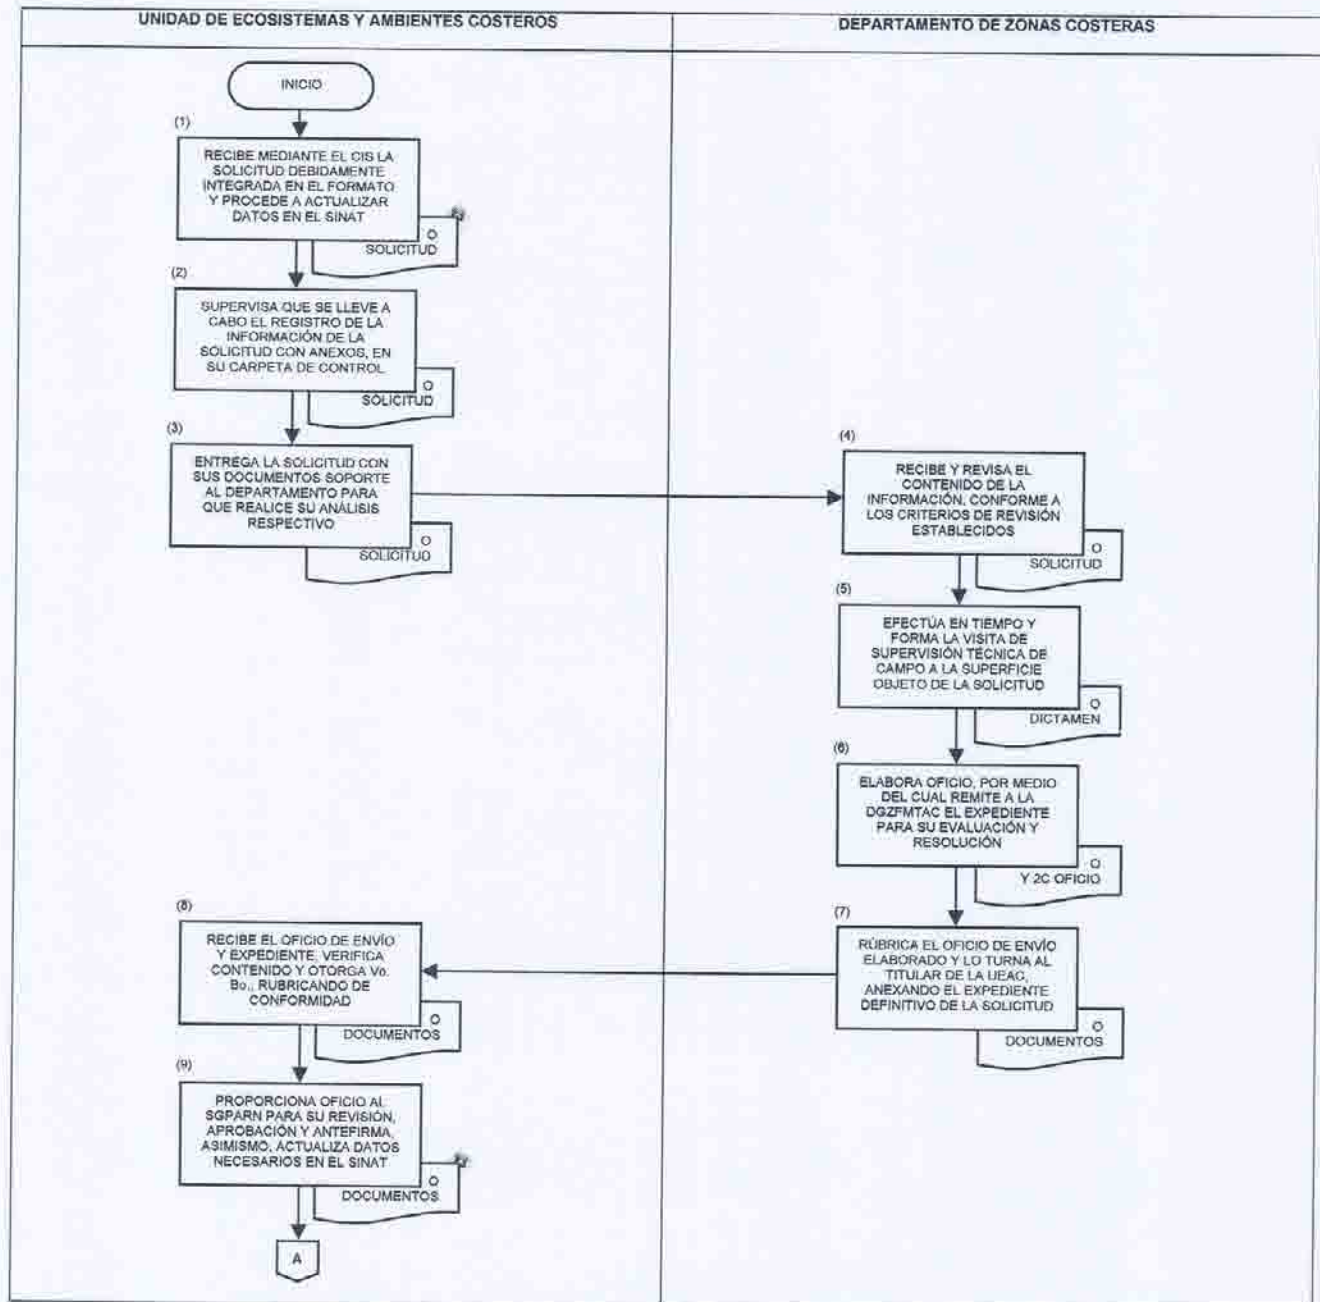 UNIDAD DE ECOSISTEMAS Y AMBIENTES COSTEROS
DEPARTAMENTO DE ZONAS COSTERAS
INICIO
(1)
RECIBE MEDIANTE EL CIS LA
SOLICITUD DEBIDAMENTE
INTEGRADA EN EL FORMATO
Y PROCEDE A ACTUALIZAR
DATOS EN EL SINAT
O
SOLICITUD
(2)
SUPERVISA QUE SE LLEVE A
CABO EL REGISTRO DE LA
INFORMACIÓN DE LA
SOLICITUD CON ANEXOS, EN
SU CARPETA DE CONTROL
O
SOLICITUD
(3)
ENTREGA LA SOLICITUD CON
SUS DOCUMENTOS SOPORTE
AL DEPARTAMENTO PARA
QUE REALICE SU ANÁLISIS
RESPECTIVO
O
SOLICITUD
(4)
RECIBE Y REVISA EL
CONTENIDO DE LA
INFORMACIÓN, CONFORME A
LOS CRITERIOS DE REVISIÓN
ESTABLECIDOS
O
SOLICITUD
(5)
EFECTÚA EN TIEMPO Y
FORMA LA VISITA DE
SUPERVISIÓN TÉCNICA DE
CAMPO A LA SUPERFICIE
OBJETO DE LA SOLICITUD
O
DICTAMEN
(6)
ELABORA OFICIO, POR MEDIO
DEL CUAL REMITE A LA
DGZFMTAC EL EXPEDIENTE
PARA SU EVALUACIÓN Y
RESOLUCIÓN
O
Y 2C OFICIO
(7)
RÚBRICA EL OFICIO DE ENVÍO
ELABORADO Y LO TURNA AL
TITULAR DE LA UEAC,
ANEXANDO EL EXPEDIENTE
DEFINITIVO DE LA SOLICITUD
O
DOCUMENTOS
(8)
RECIBE EL OFICIO DE ENVÍO
Y EXPEDIENTE, VERIFICA
CONTENIDO Y OTORGA Vo.
Bo., RUBRICANDO DE
CONFORMIDAD
O
DOCUMENTOS
(9)
PROPORCIONA OFICIO AL
SGPARN PARA SU REVISIÓN,
APROBACIÓN Y ANTEFIRMA,
ASIMISMO, ACTUALIZA DATOS
NECESARIOS EN EL SINAT
O
DOCUMENTOS
A